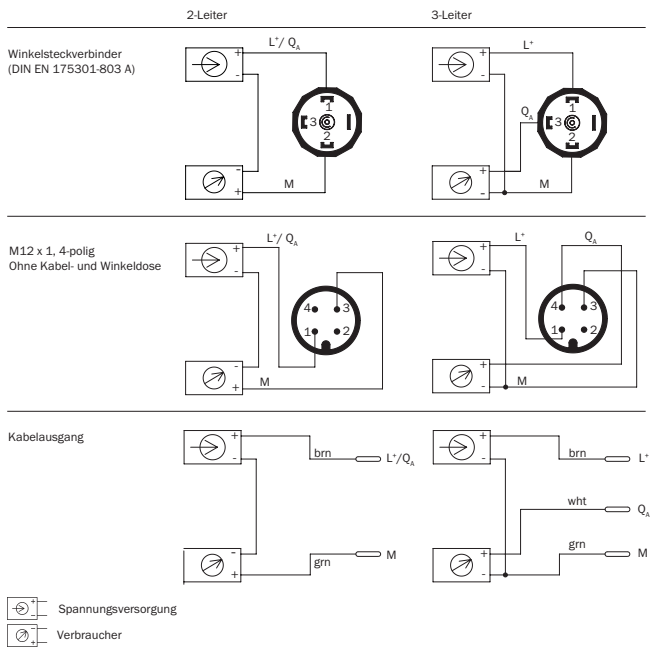 2-Leiter 3-Leiter
Winkelsteckverbinder
(DIN EN 175301-803 A)
+ L⁺/ Q_A
-
1
3
2
-
+ M
+ L⁺
-
Q_A
1
3
2
+
- M
M12 x 1, 4-polig
Ohne Kabel- und Winkeldose
+ L⁺/ Q_A
-
4 3
1 2
-
+ M
+ L⁺ Q_A
-
4 3
1 2
+
- M
Kabelausgang
+
- brn L⁺/Q_A
-
+ grn M
+
- brn L⁺
wht Q_A
+
- grn M
+
- Spannungsversorgung
-
+ Verbraucher